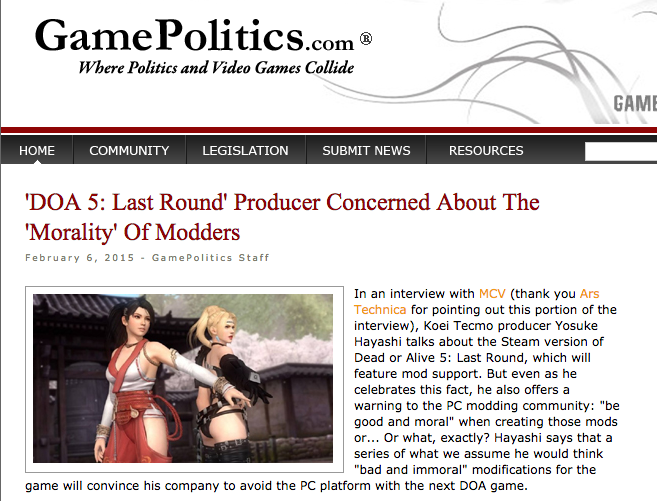 GamePolitics.com ®
Where Politics and Video Games Collide
GAME
HOME COMMUNITY LEGISLATION SUBMIT NEWS RESOURCES
'DOA 5: Last Round' Producer Concerned About The
'Morality' Of Modders
February 6, 2015 - GamePolitics Staff
In an interview with MCV (thank you Ars
Technica for pointing out this portion of the
interview), Koei Tecmo producer Yosuke
Hayashi talks about the Steam version of
Dead or Alive 5: Last Round, which will
feature mod support. But even as he
celebrates this fact, he also offers a
warning to the PC modding community: "be
good and moral" when creating those mods
or... Or what, exactly? Hayashi says that a
series of what we assume he would think
"bad and immoral" modifications for the
game will convince his company to avoid the PC platform with the next DOA game.